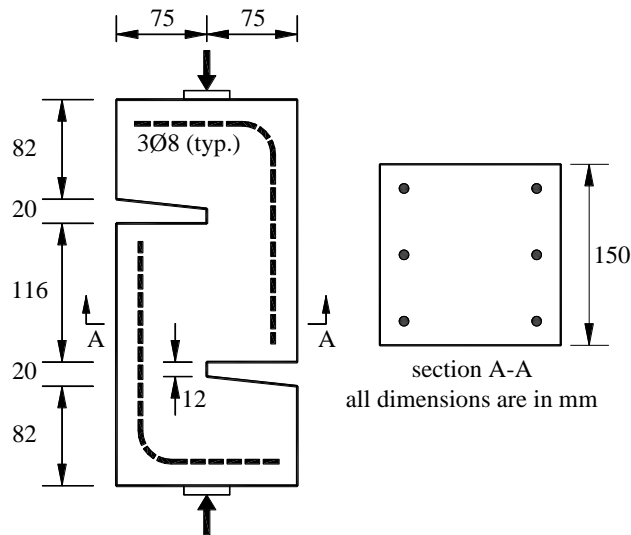 75 75
3Ø8 (typ.)
82
20
116
20
82
12
A A
150
section A-A
all dimensions are in mm